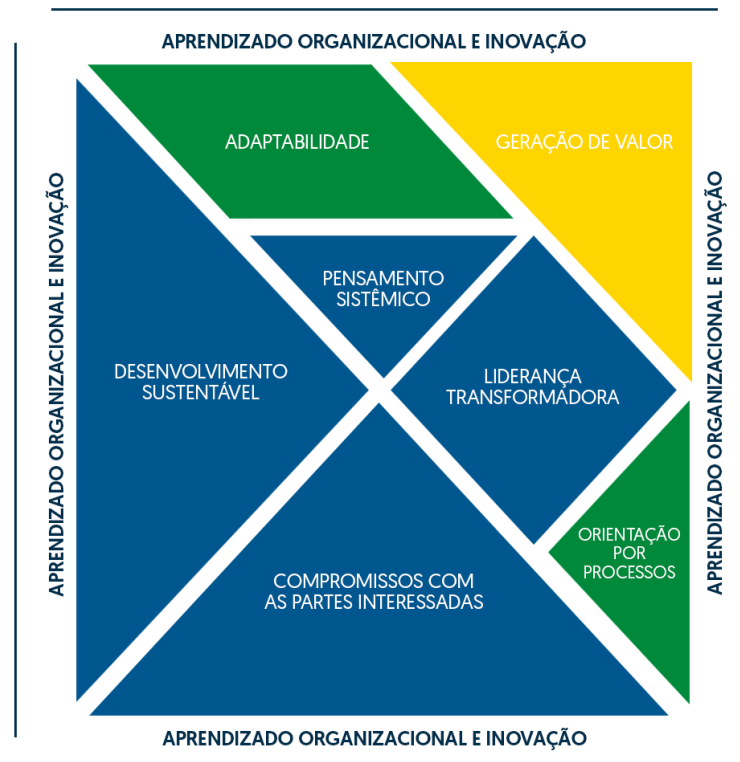 APRENDIZADO ORGANIZACIONAL E INOVAÇÃO
ADAPTABILIDADE
GERAÇÃO DE VALOR
APRENDIZADO ORGANIZACIONAL E INOVAÇÃO
APRENDIZADO ORGANIZACIONAL E INOVAÇÃO
PENSAMENTO
SISTÊMICO
DESENVOLVIMENTO
SUSTENTÁVEL
LIDERANÇA
TRANSFORMADORA
ORIENTAÇÃO
POR
PROCESSOS
COMPROMISSOS COM
AS PARTES INTERESSADAS
APRENDIZADO ORGANIZACIONAL E INOVAÇÃO